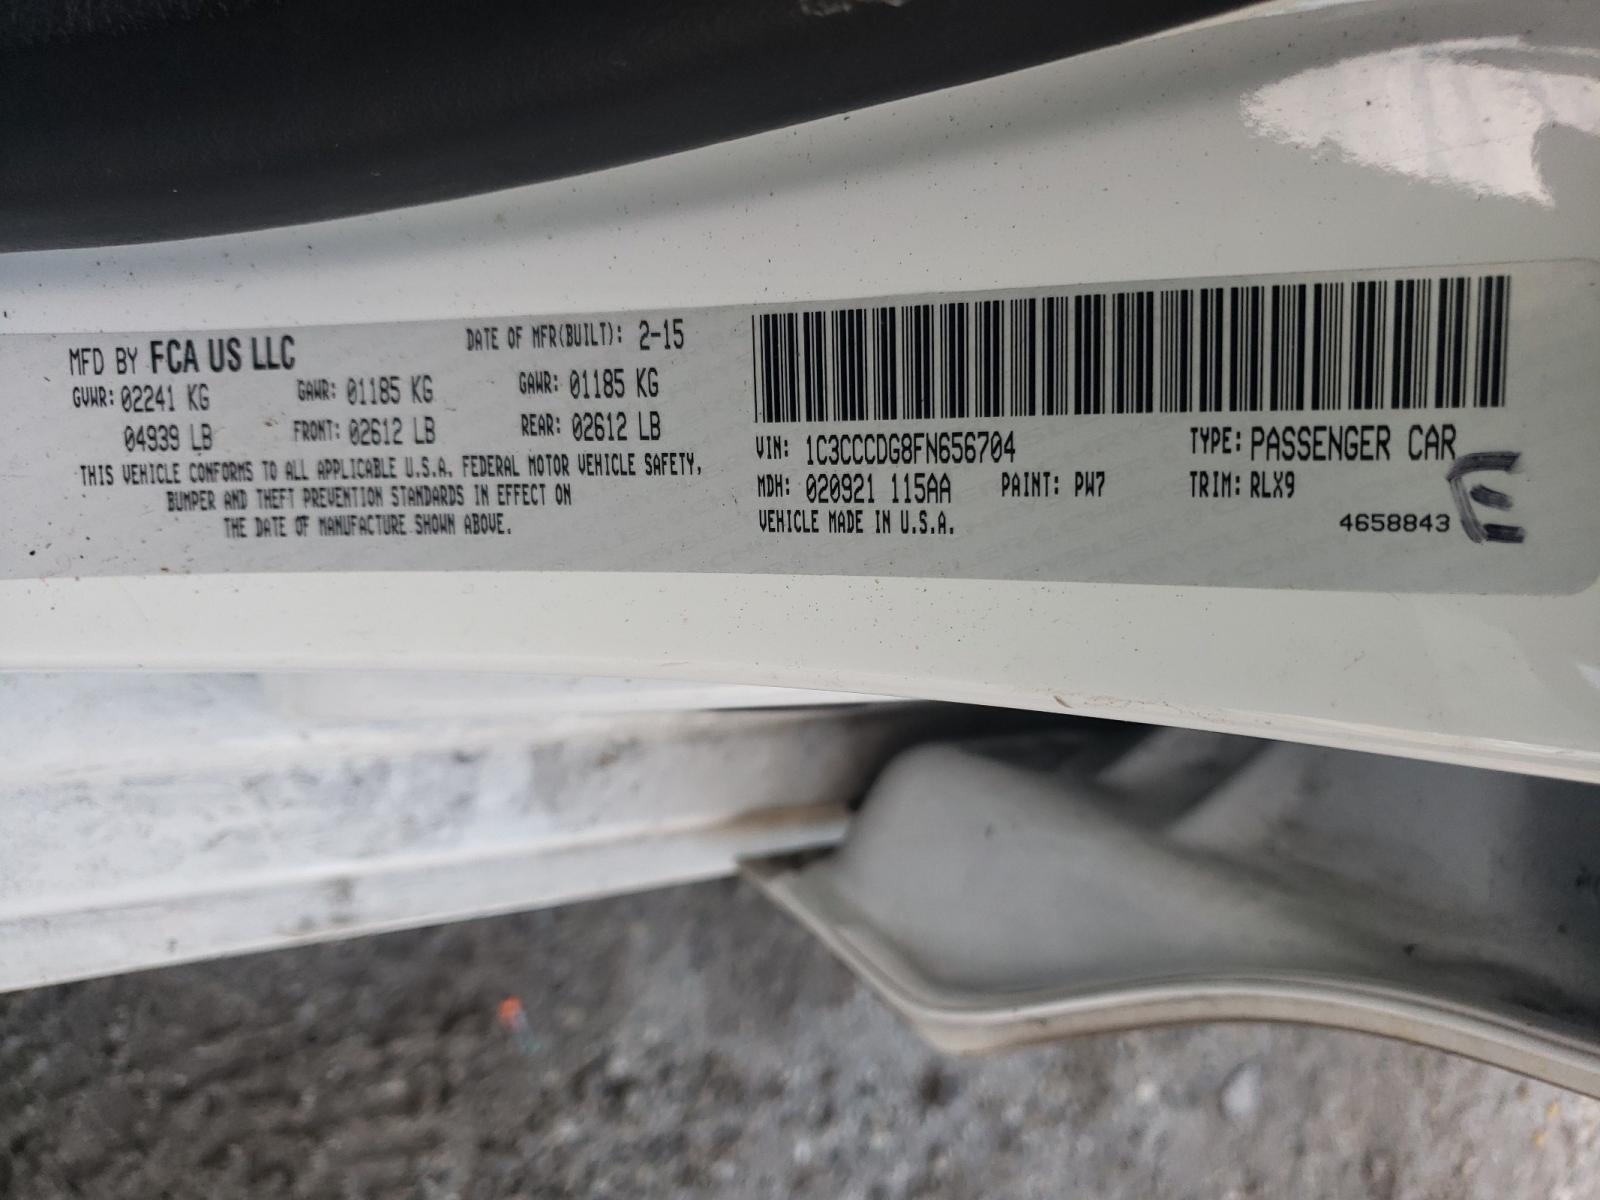 MFD BY FCA US LLC
DATE OF MFR(BUILT): 2-15
GVWR: 02241 KG GAWR: 01185 KG GAWR: 01185 KG
04939 LB FRONT: 02612 LB REAR: 02612 LB
THIS VEHICLE CONFORMS TO ALL APPLICABLE U.S.A. FEDERAL MOTOR VEHICLE SAFETY,
BUMPER AND THEFT PREVENTION STANDARDS IN EFFECT ON
THE DATE OF MANUFACTURE SHOWN ABOVE.
VIN: 1C3CCCDG8FN656704 TYPE: PASSENGER CAR
MDH: 020921 115AA PAINT: PW7 TRIM: RLX9
VEHICLE MADE IN U.S.A. 4658843
E